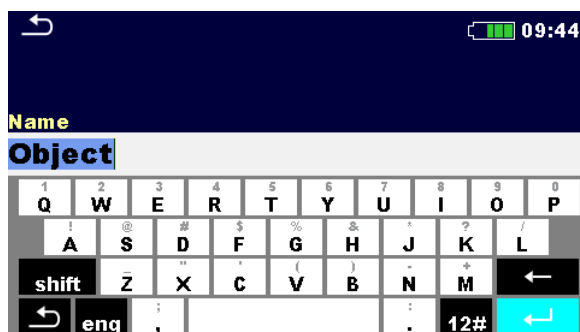 09:44
Name
Object
1 2 3 4 5 6 7 8 9 0
Q W E R T Y U I O P
! @ # $ % & * ? /
A S D F G H J K L
" ' ( ) - +
shift Z X C V B N M
; :
eng , . 12#